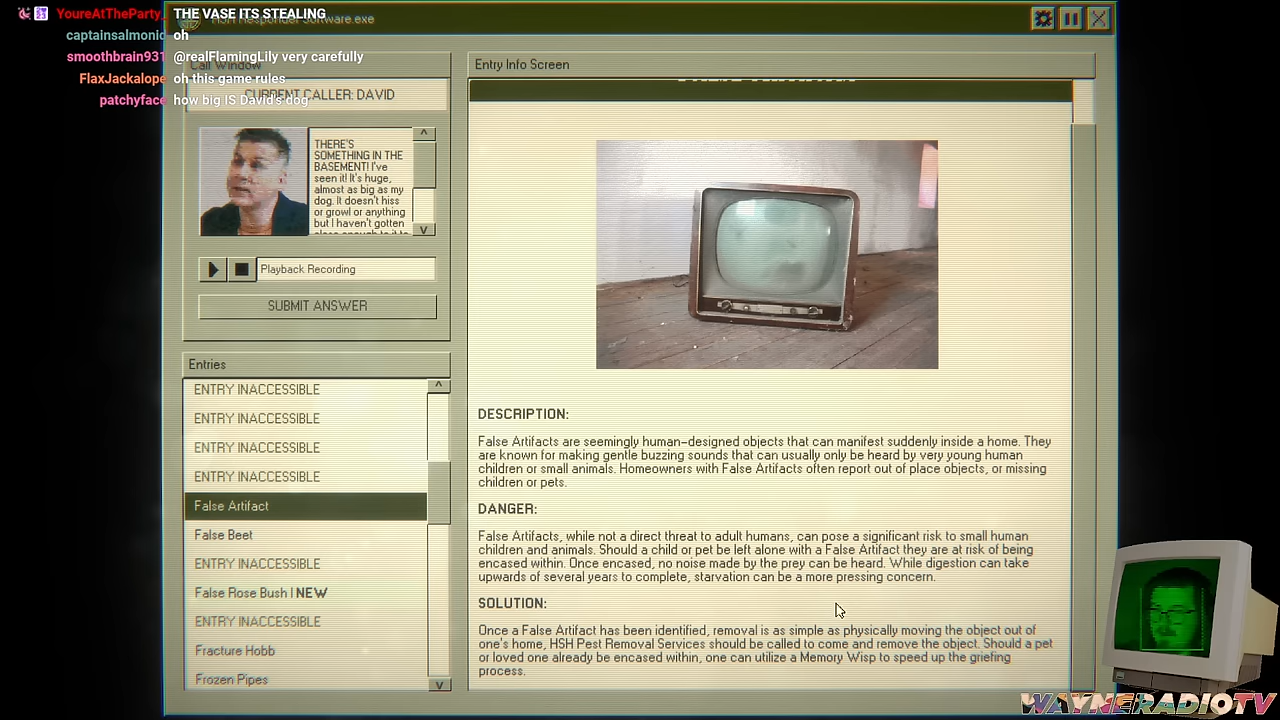 YoureAtTheParty_ THE VASE ITS STEALING
captainsalmonid oh
smoothbrain931 @realFlamingLily very carefully
FlaxJackalope oh this game rules
patchyface how big IS David's dog
HSH Responder Software.exe
Call Window
CURRENT CALLER: DAVID
THERE'S
SOMETHING IN THE
BASEMENT! I've
seen it! It's huge,
almost as big as my
dog. It doesn't hiss
or growl or anything
but I haven't gotten
close enough to it to
Playback Recording
SUBMIT ANSWER
Entries
ENTRY INACCESSIBLE
ENTRY INACCESSIBLE
ENTRY INACCESSIBLE
ENTRY INACCESSIBLE
False Artifact
False Beet
ENTRY INACCESSIBLE
False Rose Bush | NEW
ENTRY INACCESSIBLE
Fracture Hobb
Frozen Pipes
Entry Info Screen
DESCRIPTION:
False Artifacts are seemingly human-designed objects that can manifest suddenly inside a home. They
are known for making gentle buzzing sounds that can usually only be heard by very young human
children or small animals. Homeowners with False Artifacts often report out of place objects, or missing
children or pets.
DANGER:
False Artifacts, while not a direct threat to adult humans, can pose a significant risk to small human
children and animals. Should a child or pet be left alone with a False Artifact they are at risk of being
encased within. Once encased, no noise made by the prey can be heard. While digestion can take
upwards of several years to complete, starvation can be a more pressing concern.
SOLUTION:
Once a False Artifact has been identified, removal is as simple as physically moving the object out of
one's home, HSH Pest Removal Services should be called to come and remove the object. Should a pet
or loved one already be encased within, one can utilize a Memory Wisp to speed up the griefing
process.
WAYNERADIOTV